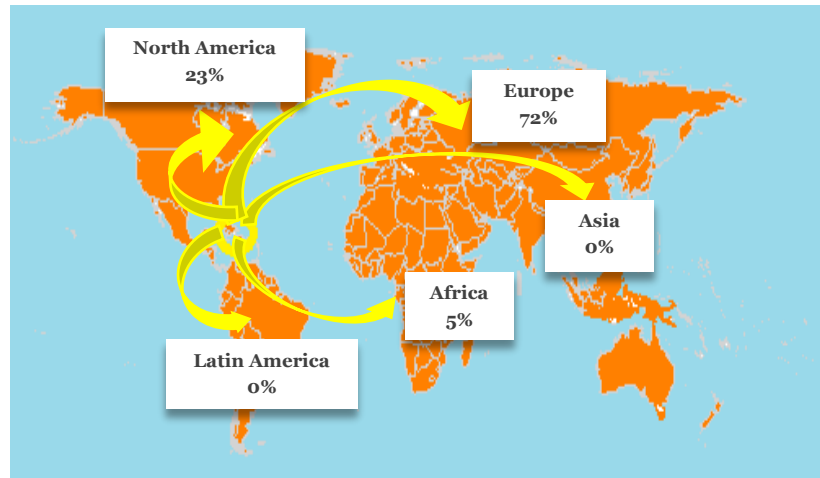 North America
23%
Europe
72%
Asia
0%
Africa
5%
Latin America
0%